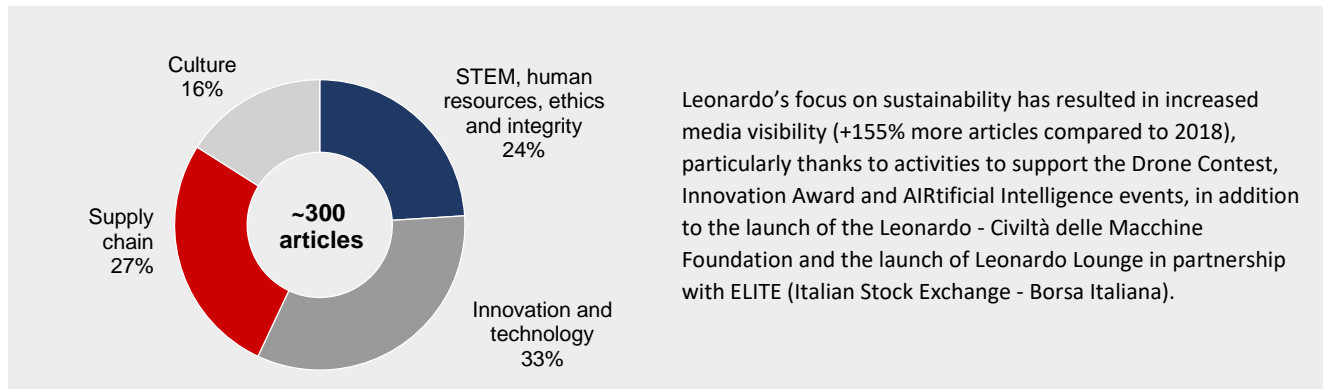 Culture
16%
STEM, human
resources, ethics
and integrity
24%
Supply
chain
27%
~300
articles
Innovation and
technology
33%
Leonardo's focus on sustainability has resulted in increased
media visibility (+155% more articles compared to 2018),
particularly thanks to activities to support the Drone Contest,
Innovation Award and AIRtificial Intelligence events, in addition
to the launch of the Leonardo - Civiltà delle Macchine
Foundation and the launch of Leonardo Lounge in partnership
with ELITE (Italian Stock Exchange - Borsa Italiana).